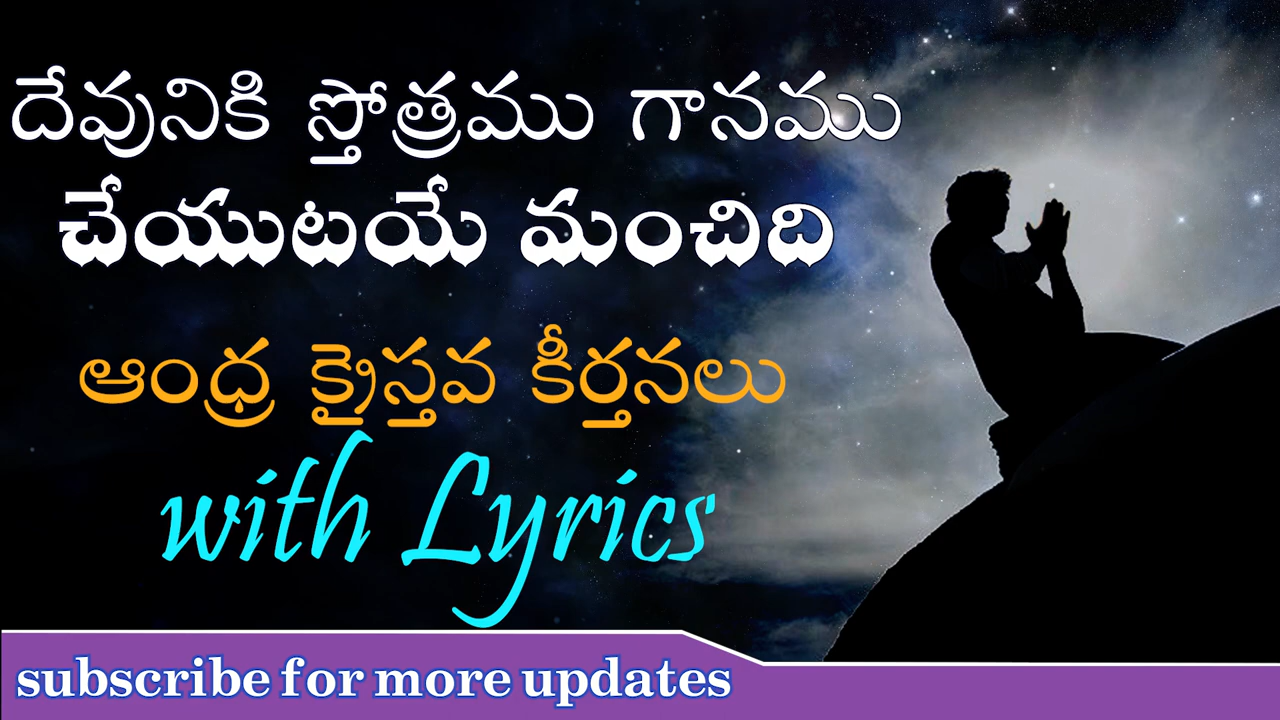 దేవునికి స్తోత్రము గానము
చేయుటయే మంచిది
ఆంధ్ర క్రైస్తవ కీర్తనలు
with Lyrics
subscribe for more updates